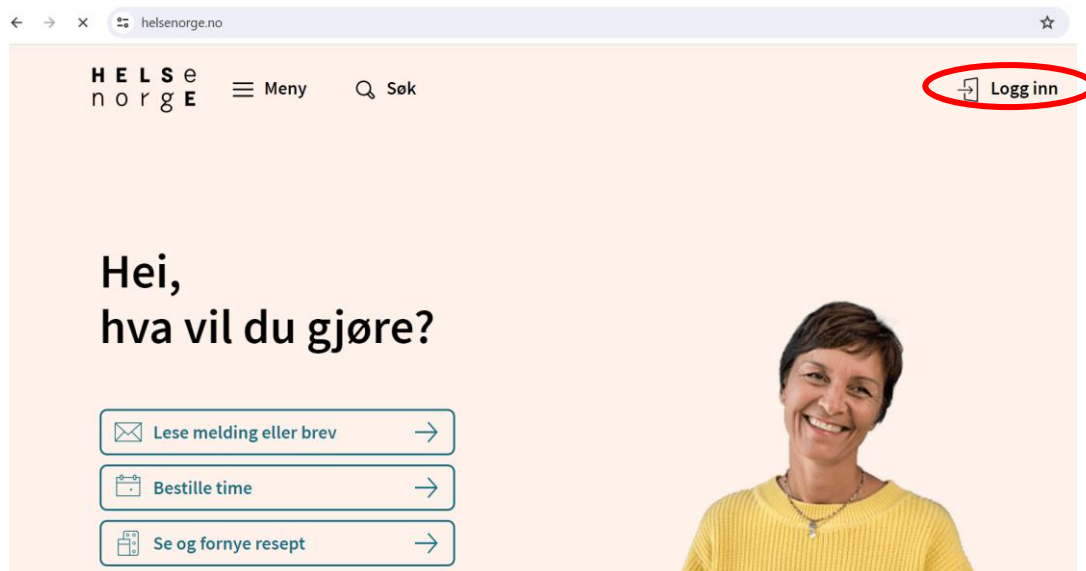 helsenorge.no
HELSe
norgE
Meny
Søk
Logg inn
Hei,
hva vil du gjøre?
Lese melding eller brev
Bestille time
Se og fornye resept